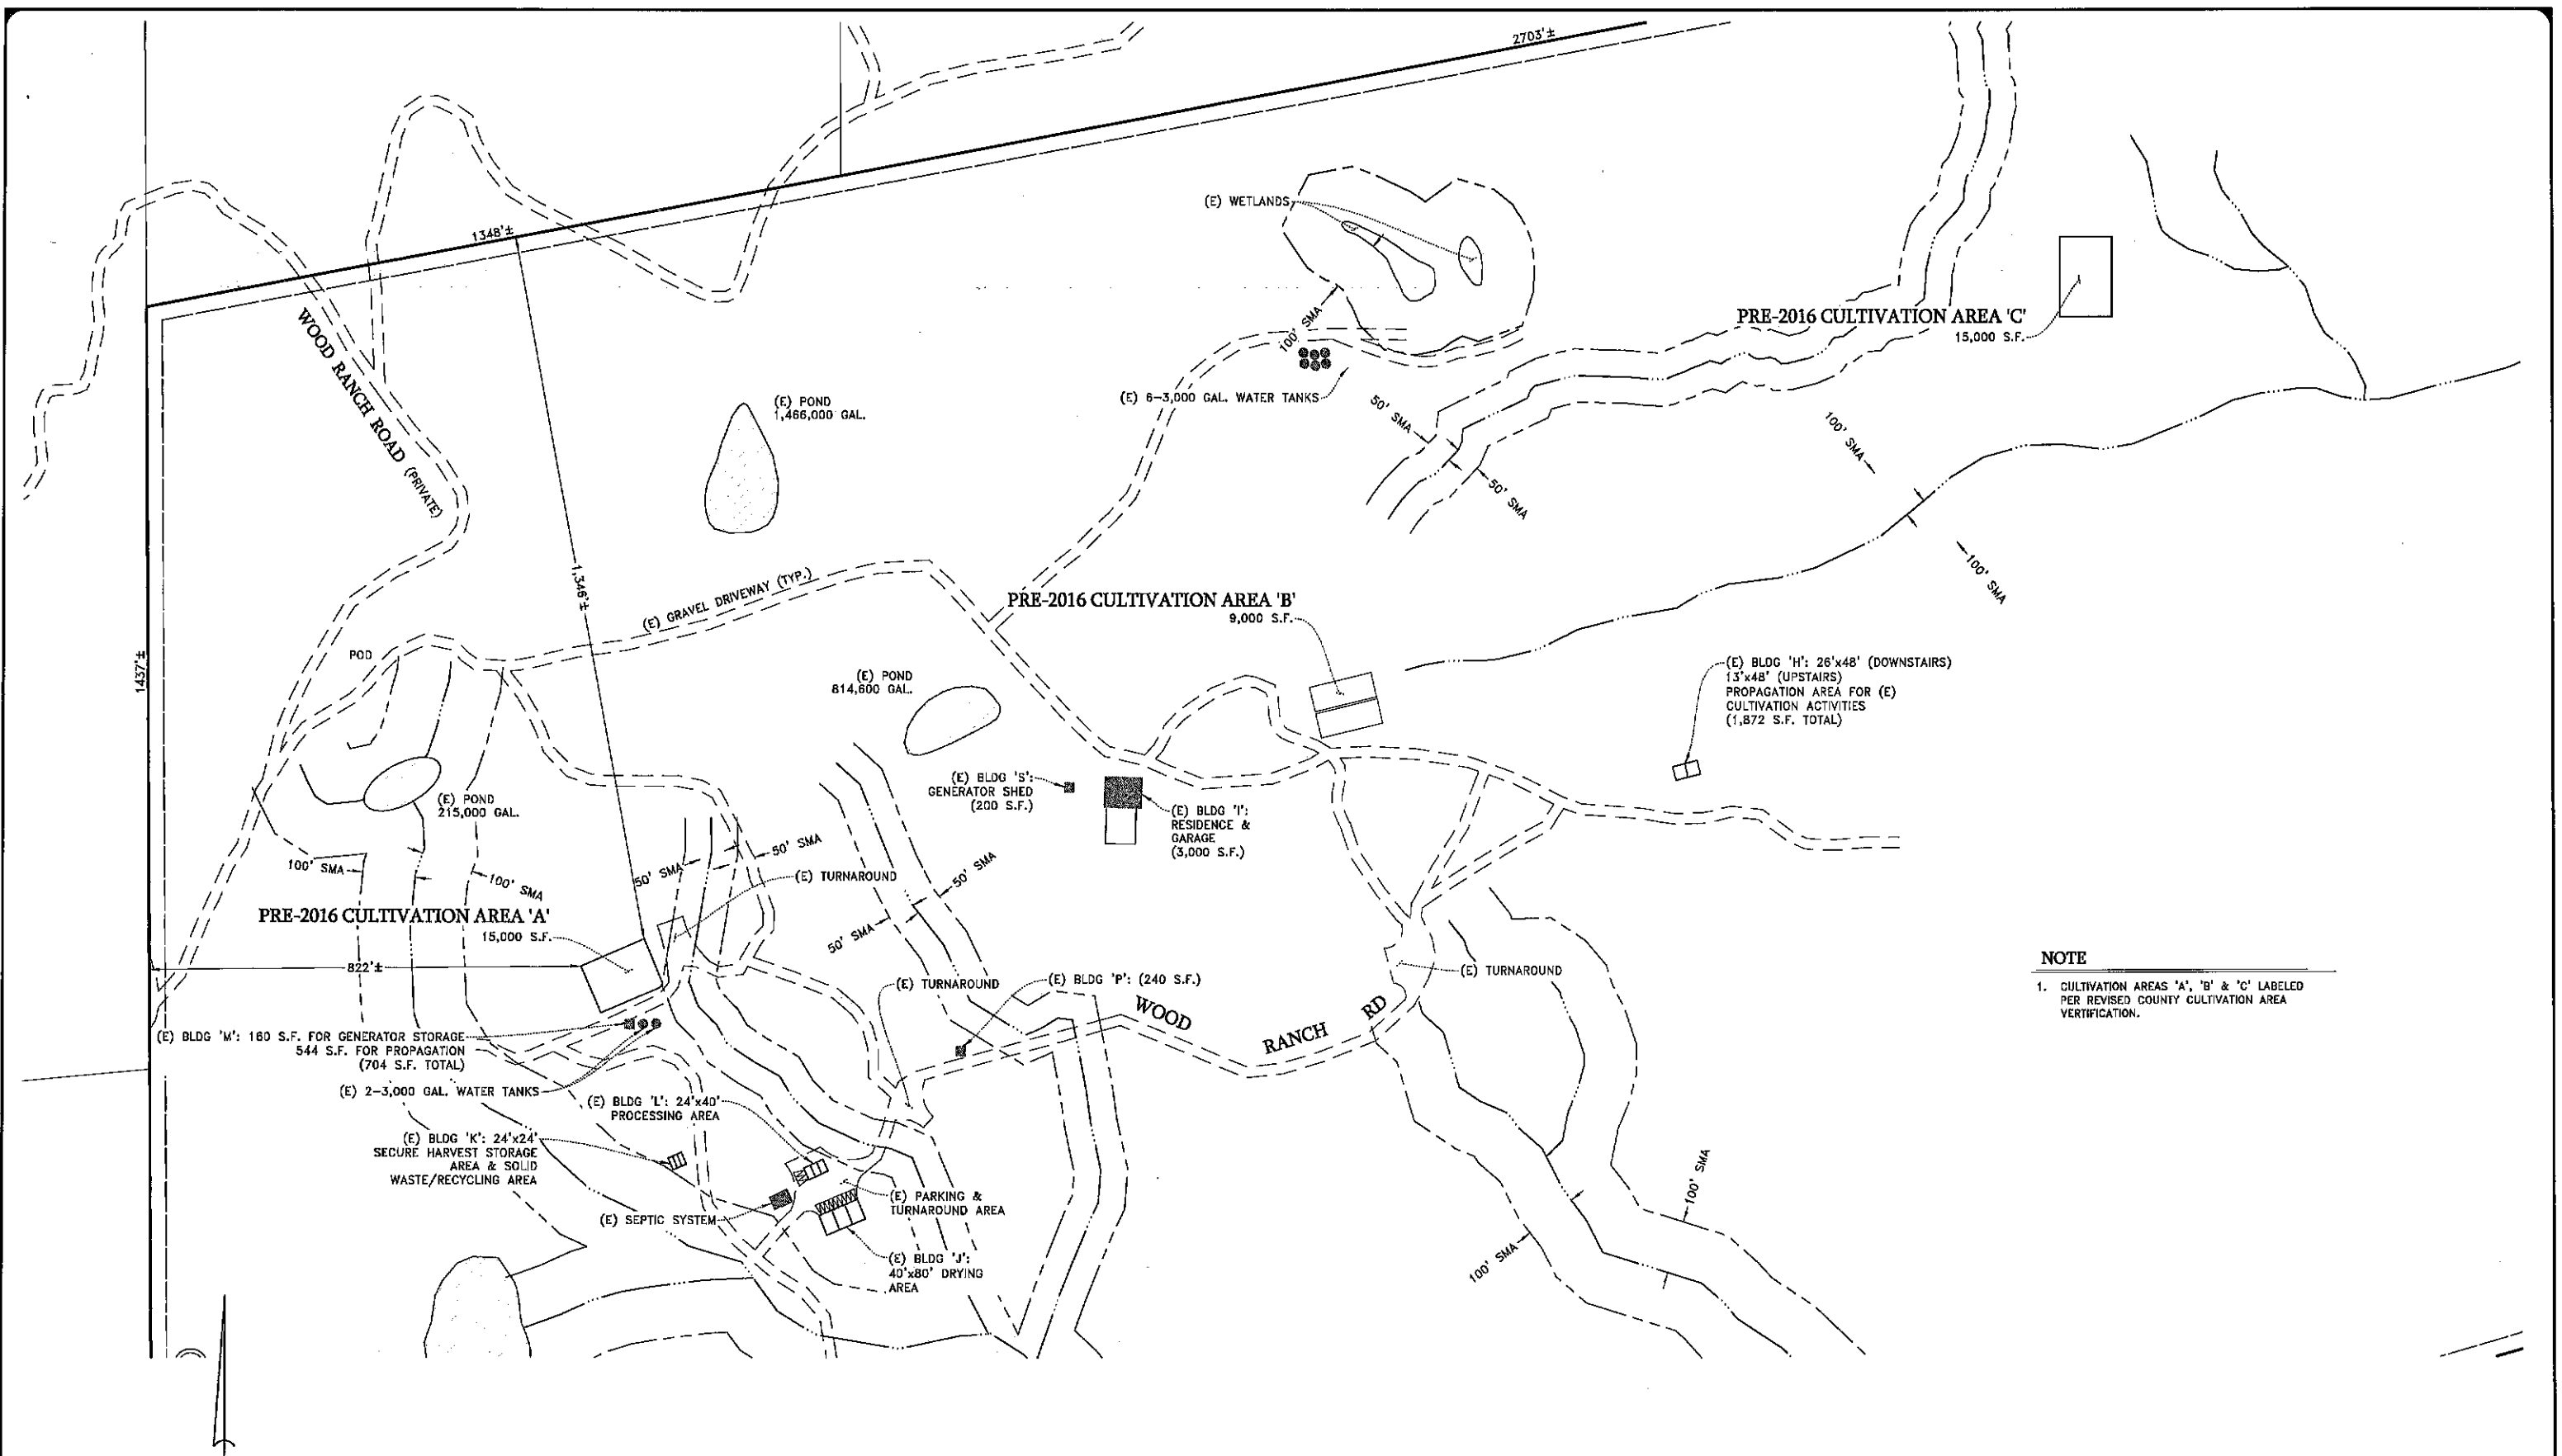 2703'±
1348'±
(E) WETLANDS
WOOD RANCH ROAD (PRIVATE)
100' SMA
PRE-2016 CULTIVATION AREA 'C'
15,000 S.F.
(E) POND
1,466,000 GAL.
(E) 6-3,000 GAL. WATER TANKS
50' SMA
50' SMA
100' SMA
100' SMA
1,346'±
(E) GRAVEL DRIVEWAY (TYP.)
PRE-2016 CULTIVATION AREA 'B'
9,000 S.F.
1437'±
POD
(E) POND
814,600 GAL.
(E) BLDG 'H': 26'x48' (DOWNSTAIRS)
13'x48' (UPSTAIRS)
PROPAGATION AREA FOR (E)
CULTIVATION ACTIVITIES
(1,872 S.F. TOTAL)
(E) BLDG 'S':
GENERATOR SHED
(200 S.F.)
(E) POND
215,000 GAL.
(E) BLDG 'I':
RESIDENCE &
GARAGE
(3,000 S.F.)
100' SMA
100' SMA
50' SMA
50' SMA
(E) TURNAROUND
50' SMA
50' SMA
PRE-2016 CULTIVATION AREA 'A'
15,000 S.F.
822'±
(E) TURNAROUND
(E) BLDG 'P': (240 S.F.)
(E) TURNAROUND
WOOD RANCH RD
NOTE
1. CULTIVATION AREAS 'A', 'B' & 'C' LABELED
PER REVISED COUNTY CULTIVATION AREA
VERTIFICATION.
(E) BLDG 'M': 160 S.F. FOR GENERATOR STORAGE
544 S.F. FOR PROPAGATION
(704 S.F. TOTAL)
(E) 2-3,000 GAL. WATER TANKS
(E) BLDG 'L': 24'x40'
PROCESSING AREA
(E) BLDG 'K': 24'x24'
SECURE HARVEST STORAGE
AREA & SOLID
WASTE/RECYCLING AREA
(E) SEPTIC SYSTEM
(E) PARKING &
TURNAROUND AREA
(E) BLDG 'J':
40'x80' DRYING
AREA
100' SMA
100' SMA